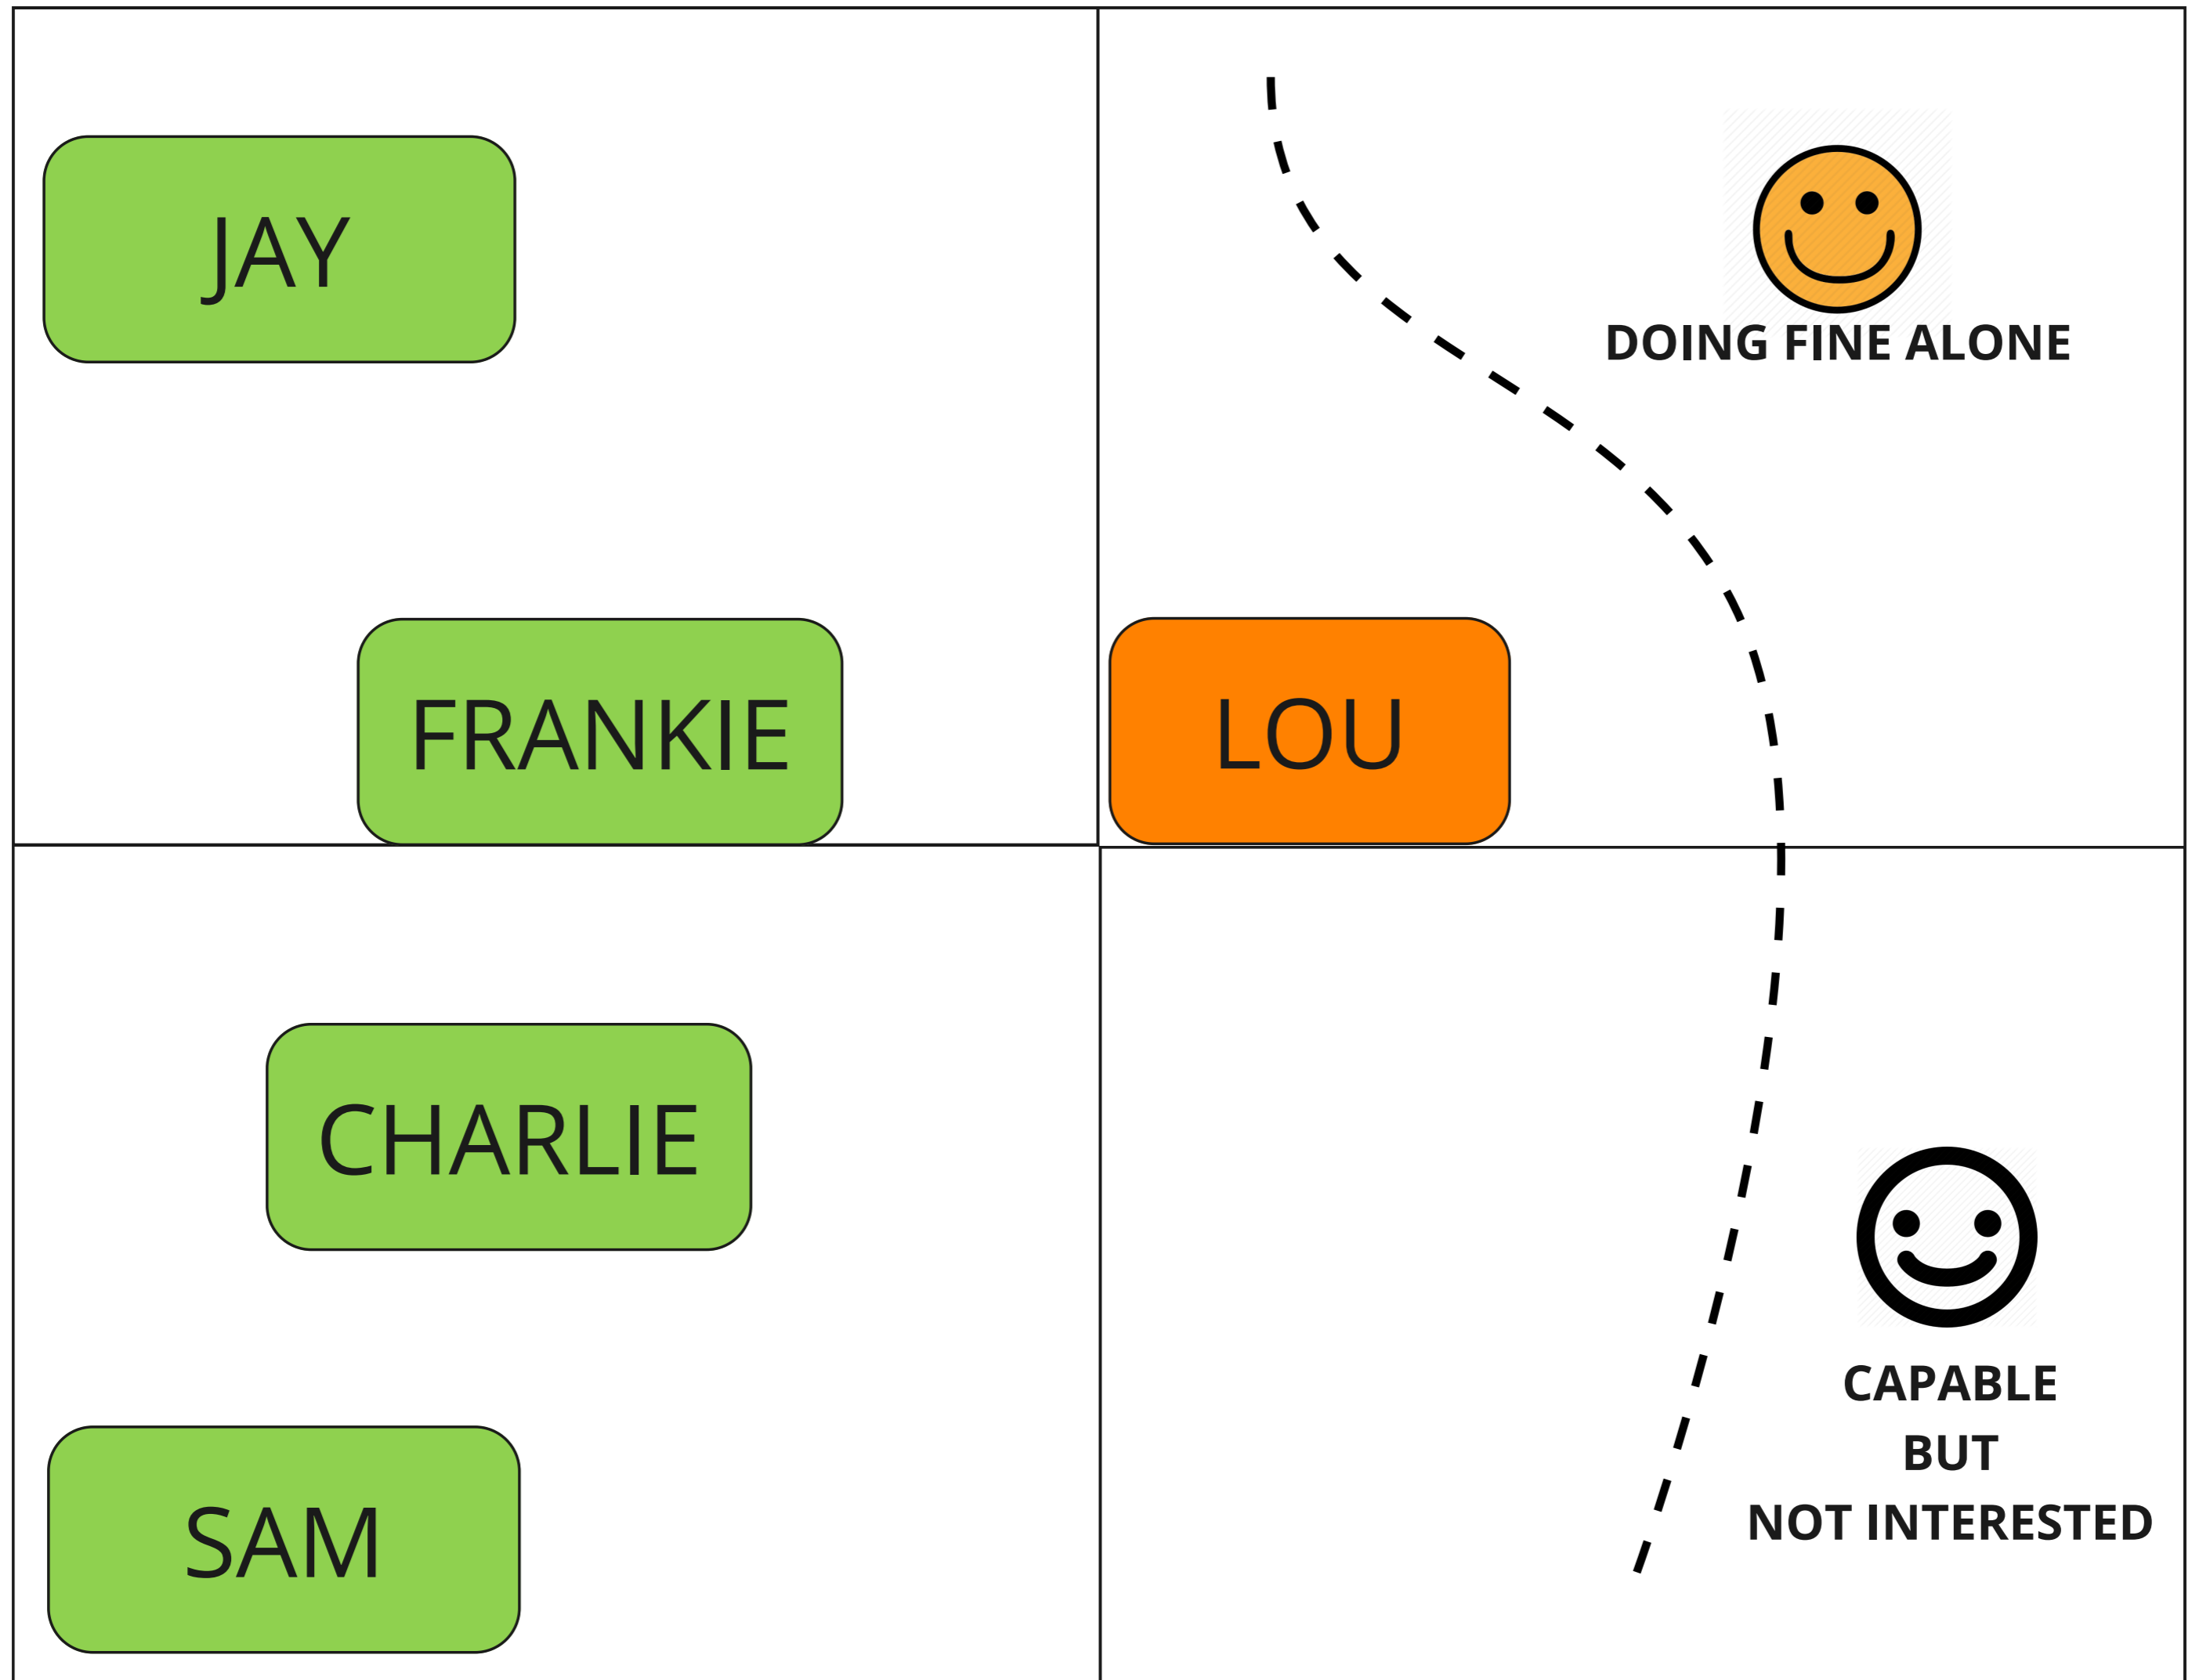 JAY
DOING FINE ALONE
FRANKIE
LOU
CHARLIE
CAPABLE
BUT
NOT INTERESTED
SAM